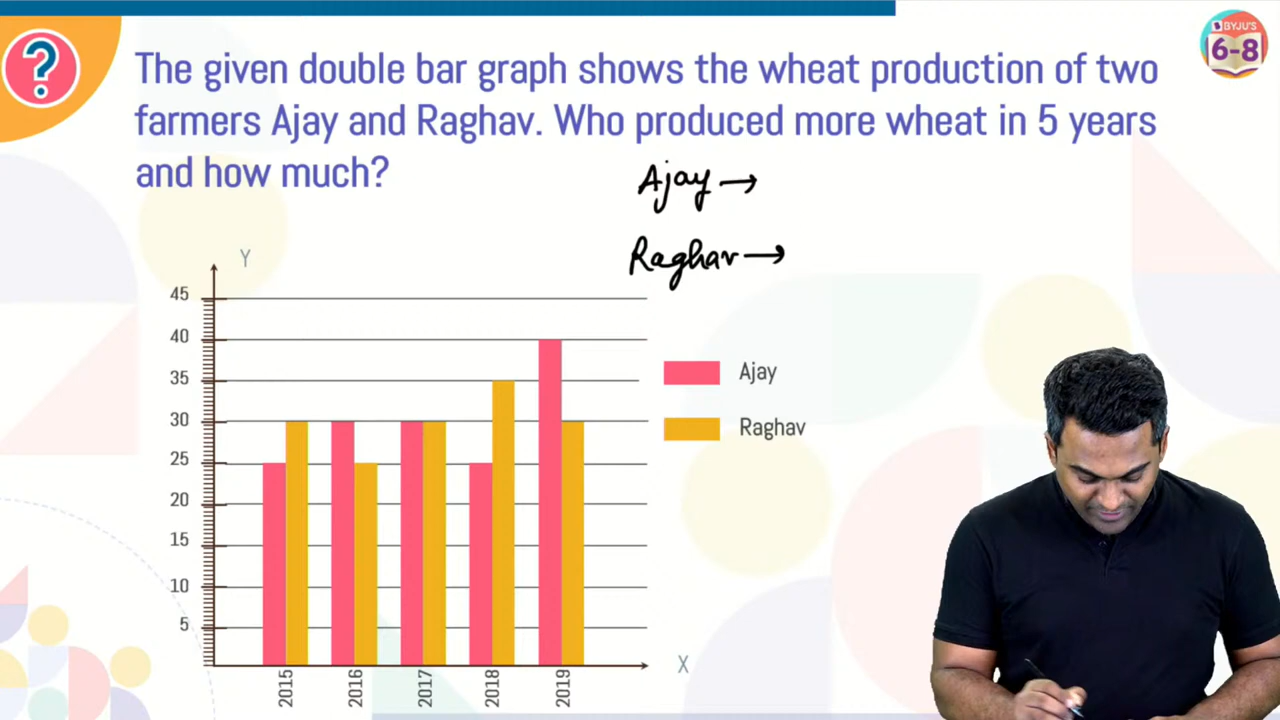 BYJU'S
6-8
?
The given double bar graph shows the wheat production of two
farmers Ajay and Raghav. Who produced more wheat in 5 years
and how much?
Ajay →
Raghav →
Y
45
40
35
30
25
20
15
10
5
Ajay
Raghav
X
2015
2016
2017
2018
2019